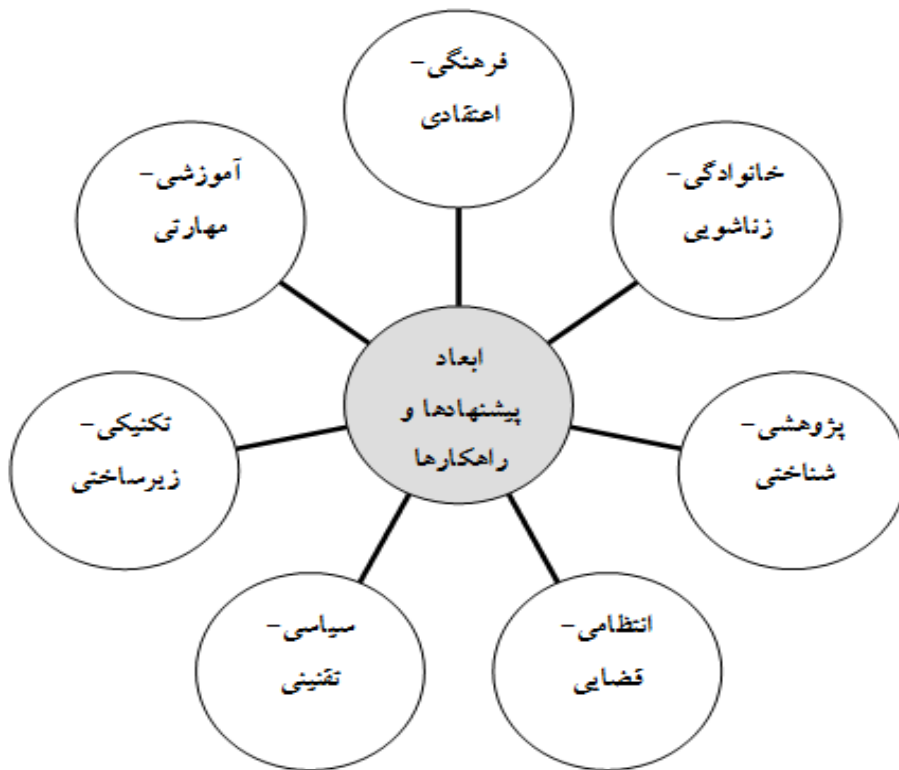 فرهنگی-
اعتقادی
خانوادگی-
زناشویی
پژوهشی-
شناختی
انتظامی-
قضایی
سیاسی-
تقنینی
تکنیکی-
زیرساختی
آموزشی-
مهارتی
ابعاد
پیشنهادها و
راهکارها